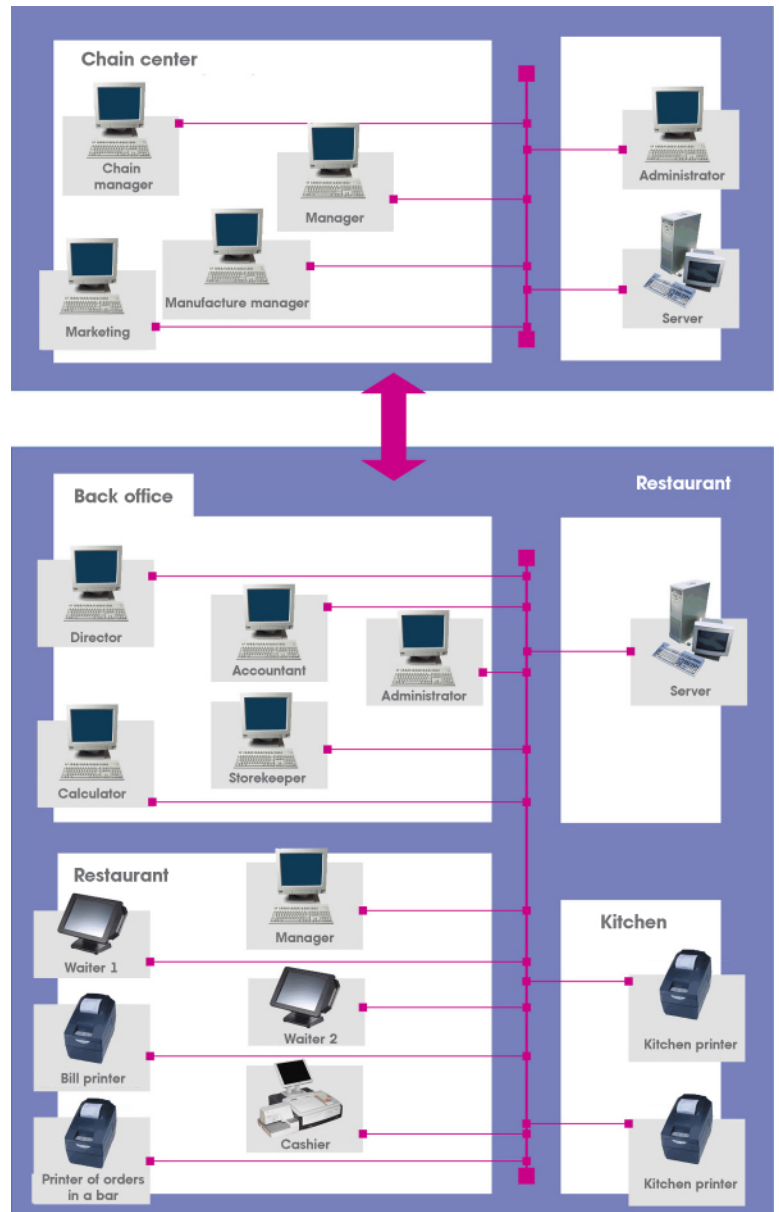 Chain center
Chain
manager
Manager
Administrator
Manufacture manager
Marketing
Server
Back office
Restaurant
Director
Accountant
Administrator
Server
Calculator
Storekeeper
Restaurant
Manager
Kitchen
Waiter 1
Waiter 2
Kitchen printer
Bill printer
Cashier
Printer of orders
in a bar
Kitchen printer